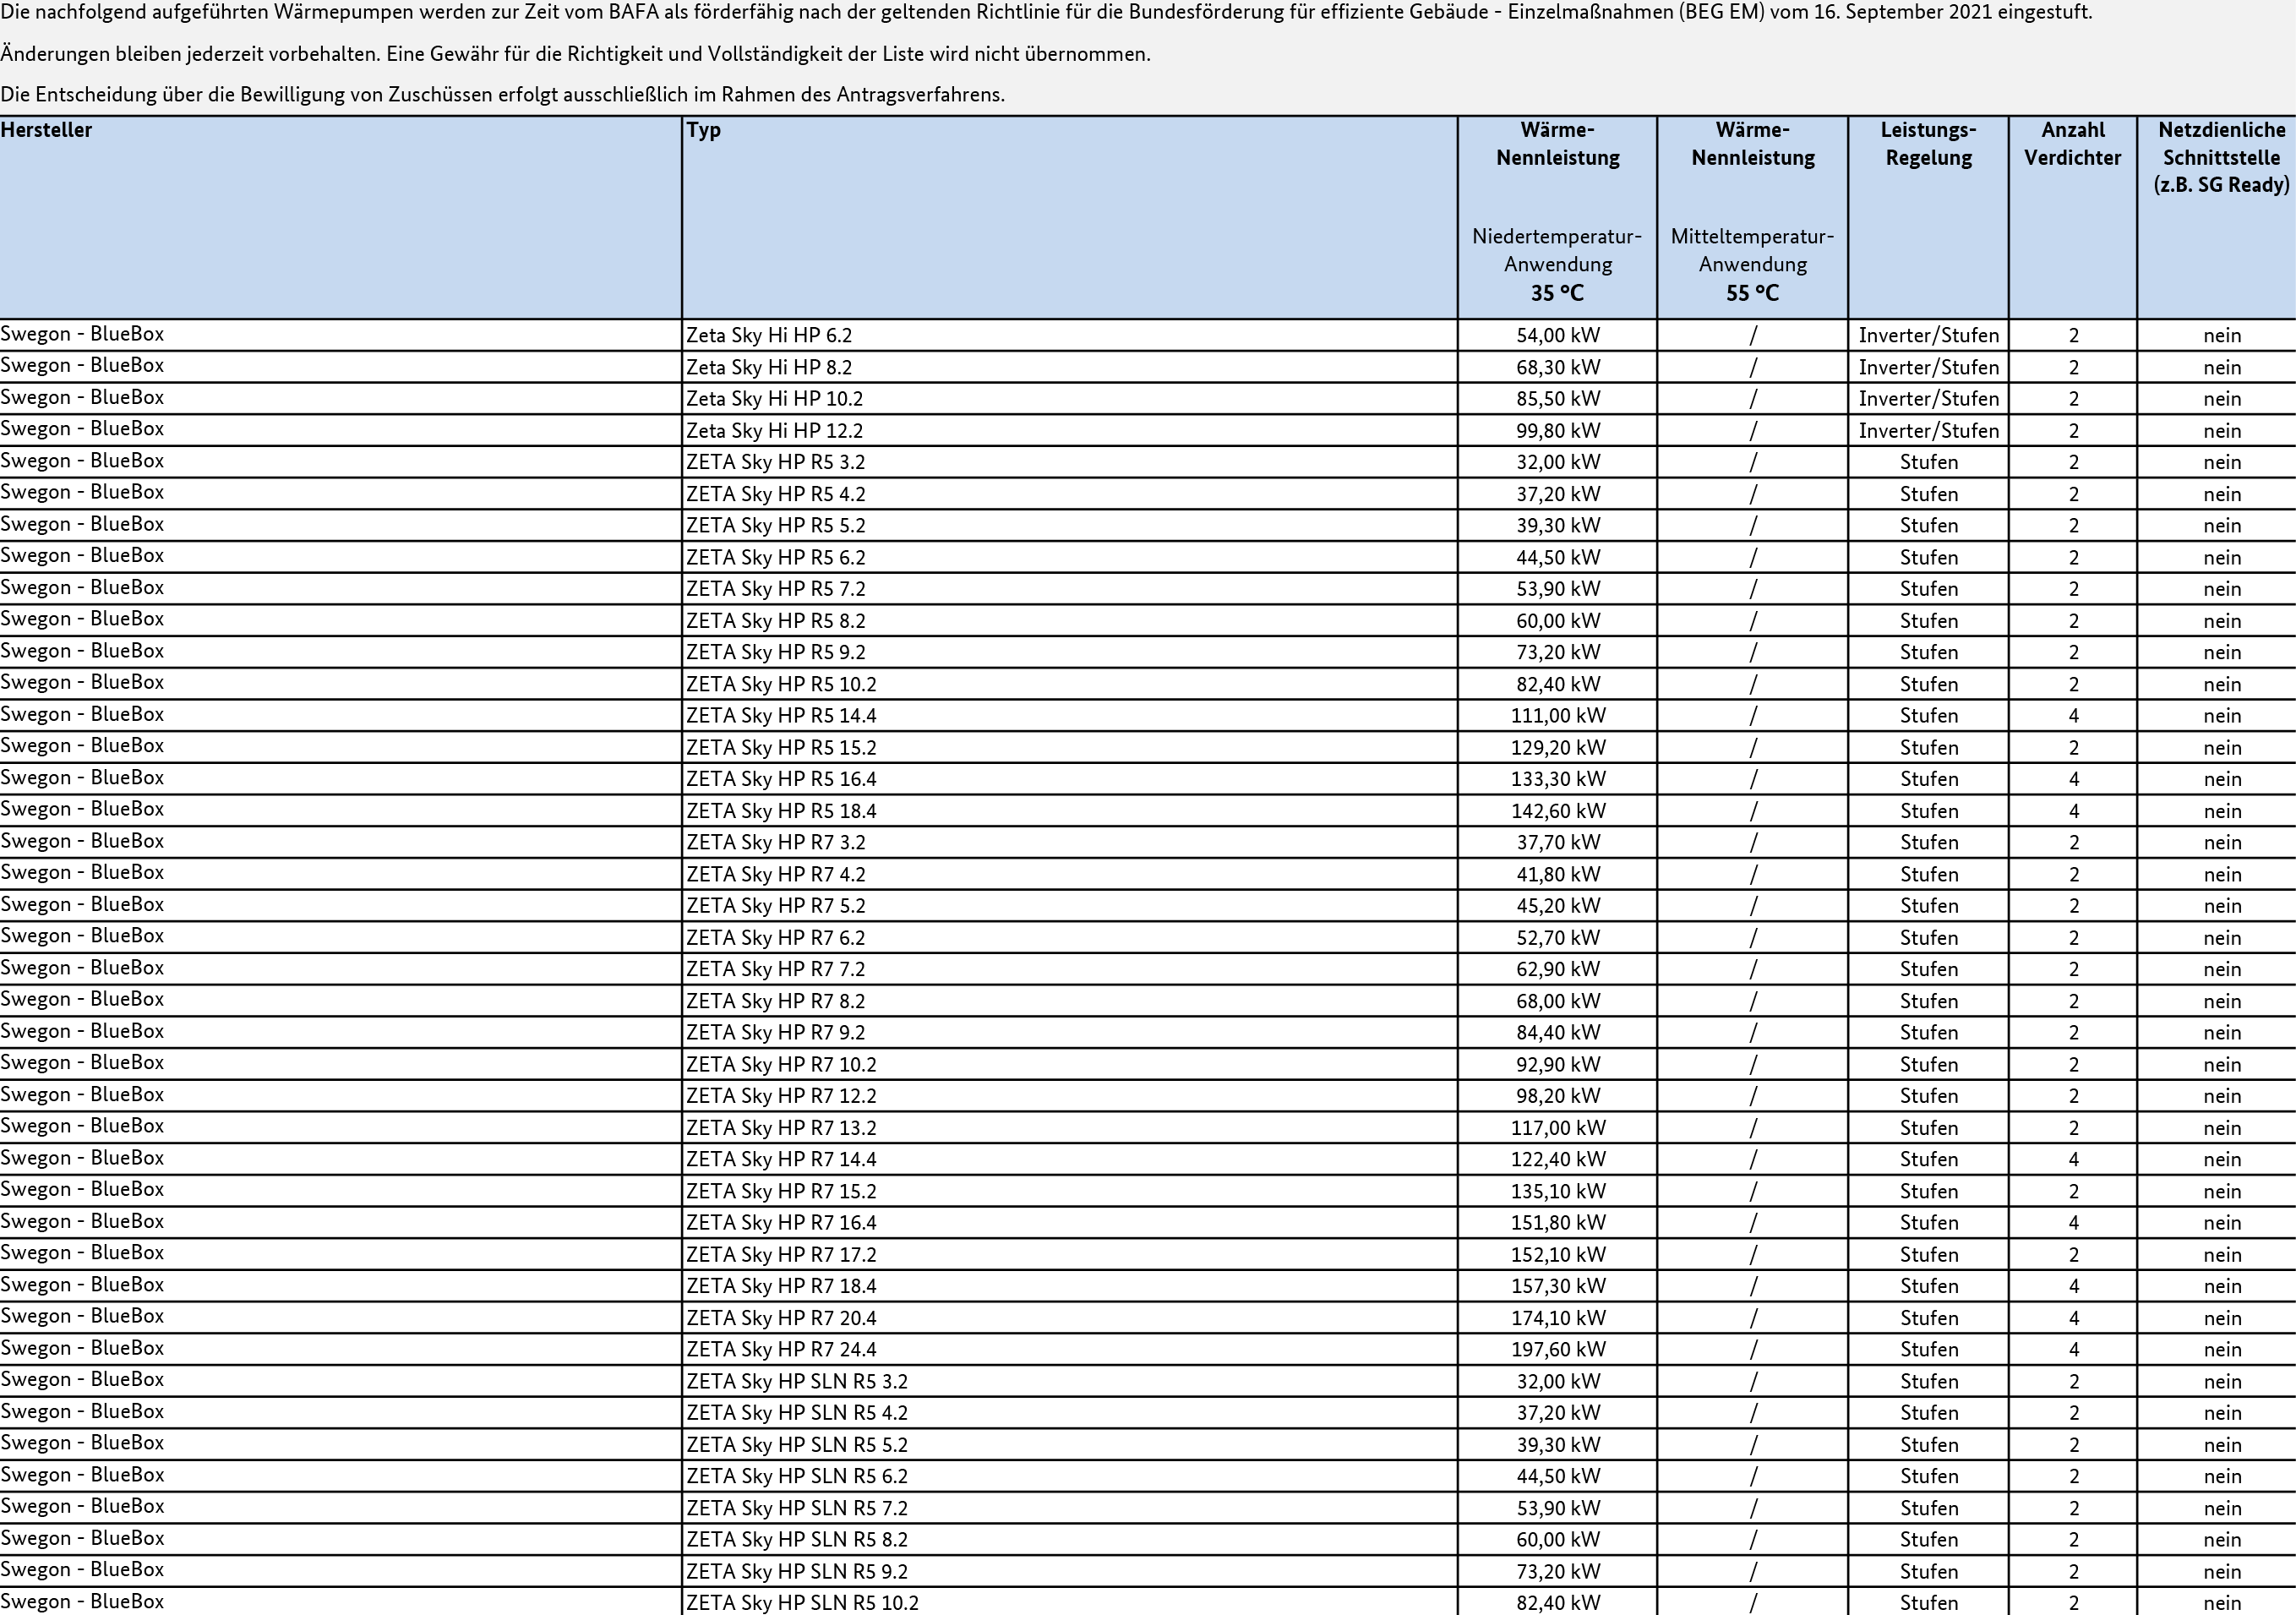 Die nachfolgend aufgeführten Wärmepumpen werden zur Zeit vom BAFA als förderfähig nach der geltenden Richtlinie für die Bundesförderung für effiziente Gebäude - Einzelmaßnahmen (BEG EM) vom 16. September 2021 eingestuft.
Änderungen bleiben jederzeit vorbehalten. Eine Gewähr für die Richtigkeit und Vollständigkeit der Liste wird nicht übernommen.
Die Entscheidung über die Bewilligung von Zuschüssen erfolgt ausschließlich im Rahmen des Antragsverfahrens.
Hersteller Typ Wärme- Wärme- Leistungs- Anzahl Netzdienliche
Nennleistung Nennleistung Regelung Verdichter Schnittstelle
(z.B. SG Ready)
Niedertemperatur- Mitteltemperatur-
Anwendung Anwendung
35 °C 55 °C
Swegon - BlueBox Zeta Sky Hi HP 6.2 54,00 kW / Inverter/Stufen 2 nein
Swegon - BlueBox Zeta Sky Hi HP 8.2 68,30 kW / Inverter/Stufen 2 nein
Swegon - BlueBox Zeta Sky Hi HP 10.2 85,50 kW / Inverter/Stufen 2 nein
Swegon - BlueBox Zeta Sky Hi HP 12.2 99,80 kW / Inverter/Stufen 2 nein
Swegon - BlueBox ZETA Sky HP R5 3.2 32,00 kW / Stufen 2 nein
Swegon - BlueBox ZETA Sky HP R5 4.2 37,20 kW / Stufen 2 nein
Swegon - BlueBox ZETA Sky HP R5 5.2 39,30 kW / Stufen 2 nein
Swegon - BlueBox ZETA Sky HP R5 6.2 44,50 kW / Stufen 2 nein
Swegon - BlueBox ZETA Sky HP R5 7.2 53,90 kW / Stufen 2 nein
Swegon - BlueBox ZETA Sky HP R5 8.2 60,00 kW / Stufen 2 nein
Swegon - BlueBox ZETA Sky HP R5 9.2 73,20 kW / Stufen 2 nein
Swegon - BlueBox ZETA Sky HP R5 10.2 82,40 kW / Stufen 2 nein
Swegon - BlueBox ZETA Sky HP R5 14.4 111,00 kW / Stufen 4 nein
Swegon - BlueBox ZETA Sky HP R5 15.2 129,20 kW / Stufen 2 nein
Swegon - BlueBox ZETA Sky HP R5 16.4 133,30 kW / Stufen 4 nein
Swegon - BlueBox ZETA Sky HP R5 18.4 142,60 kW / Stufen 4 nein
Swegon - BlueBox ZETA Sky HP R7 3.2 37,70 kW / Stufen 2 nein
Swegon - BlueBox ZETA Sky HP R7 4.2 41,80 kW / Stufen 2 nein
Swegon - BlueBox ZETA Sky HP R7 5.2 45,20 kW / Stufen 2 nein
Swegon - BlueBox ZETA Sky HP R7 6.2 52,70 kW / Stufen 2 nein
Swegon - BlueBox ZETA Sky HP R7 7.2 62,90 kW / Stufen 2 nein
Swegon - BlueBox ZETA Sky HP R7 8.2 68,00 kW / Stufen 2 nein
Swegon - BlueBox ZETA Sky HP R7 9.2 84,40 kW / Stufen 2 nein
Swegon - BlueBox ZETA Sky HP R7 10.2 92,90 kW / Stufen 2 nein
Swegon - BlueBox ZETA Sky HP R7 12.2 98,20 kW / Stufen 2 nein
Swegon - BlueBox ZETA Sky HP R7 13.2 117,00 kW / Stufen 2 nein
Swegon - BlueBox ZETA Sky HP R7 14.4 122,40 kW / Stufen 4 nein
Swegon - BlueBox ZETA Sky HP R7 15.2 135,10 kW / Stufen 2 nein
Swegon - BlueBox ZETA Sky HP R7 16.4 151,80 kW / Stufen 4 nein
Swegon - BlueBox ZETA Sky HP R7 17.2 152,10 kW / Stufen 2 nein
Swegon - BlueBox ZETA Sky HP R7 18.4 157,30 kW / Stufen 4 nein
Swegon - BlueBox ZETA Sky HP R7 20.4 174,10 kW / Stufen 4 nein
Swegon - BlueBox ZETA Sky HP R7 24.4 197,60 kW / Stufen 4 nein
Swegon - BlueBox ZETA Sky HP SLN R5 3.2 32,00 kW / Stufen 2 nein
Swegon - BlueBox ZETA Sky HP SLN R5 4.2 37,20 kW / Stufen 2 nein
Swegon - BlueBox ZETA Sky HP SLN R5 5.2 39,30 kW / Stufen 2 nein
Swegon - BlueBox ZETA Sky HP SLN R5 6.2 44,50 kW / Stufen 2 nein
Swegon - BlueBox ZETA Sky HP SLN R5 7.2 53,90 kW / Stufen 2 nein
Swegon - BlueBox ZETA Sky HP SLN R5 8.2 60,00 kW / Stufen 2 nein
Swegon - BlueBox ZETA Sky HP SLN R5 9.2 73,20 kW / Stufen 2 nein
Swegon - BlueBox ZETA Sky HP SLN R5 10.2 82,40 kW / Stufen 2 nein